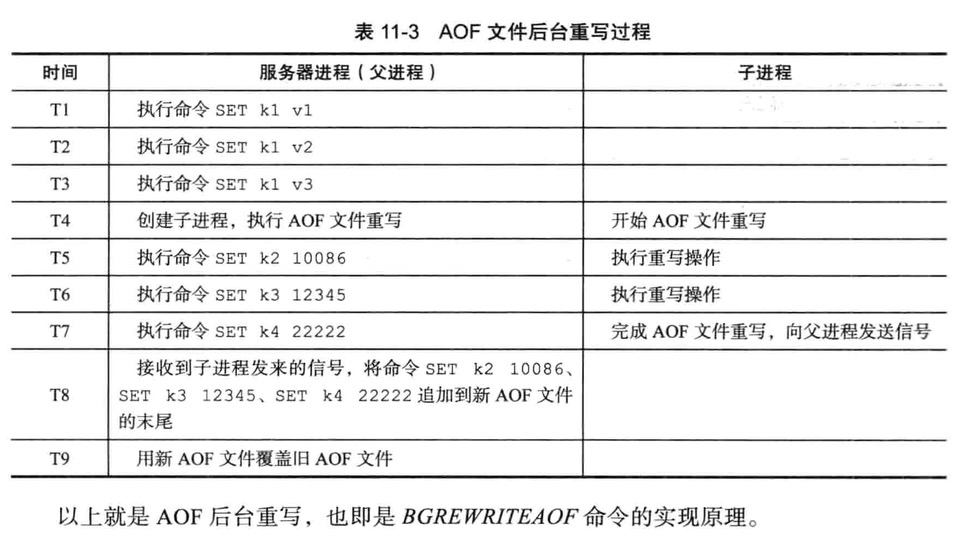 表 11-3 AOF 文件后台重写过程
时间 服务器进程（父进程） 子进程
T1 执行命令 SET k1 v1
T2 执行命令 SET k1 v2
T3 执行命令 SET k1 v3
T4 创建子进程，执行 AOF 文件重写 开始 AOF 文件重写
T5 执行命令 SET k2 10086 执行重写操作
T6 执行命令 SET k3 12345 执行重写操作
T7 执行命令 SET k4 22222 完成 AOF 文件重写，向父进程发送信号
接收到子进程发来的信号，将命令 SET k2 10086、
T8 SET k3 12345、SET k4 22222 追加到新 AOF 文件
的末尾
T9 用新 AOF 文件覆盖旧 AOF 文件
以上就是 AOF 后台重写，也即是 BGREWRITEAOF 命令的实现原理。